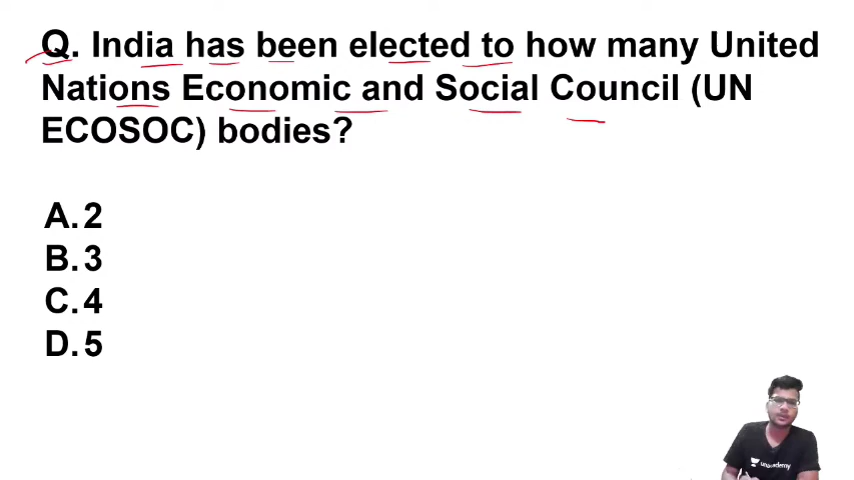 Q. India has been elected to how many United
Nations Economic and Social Council (UN
ECOSOC) bodies?
A. 2
B. 3
C. 4
D. 5
unacademy